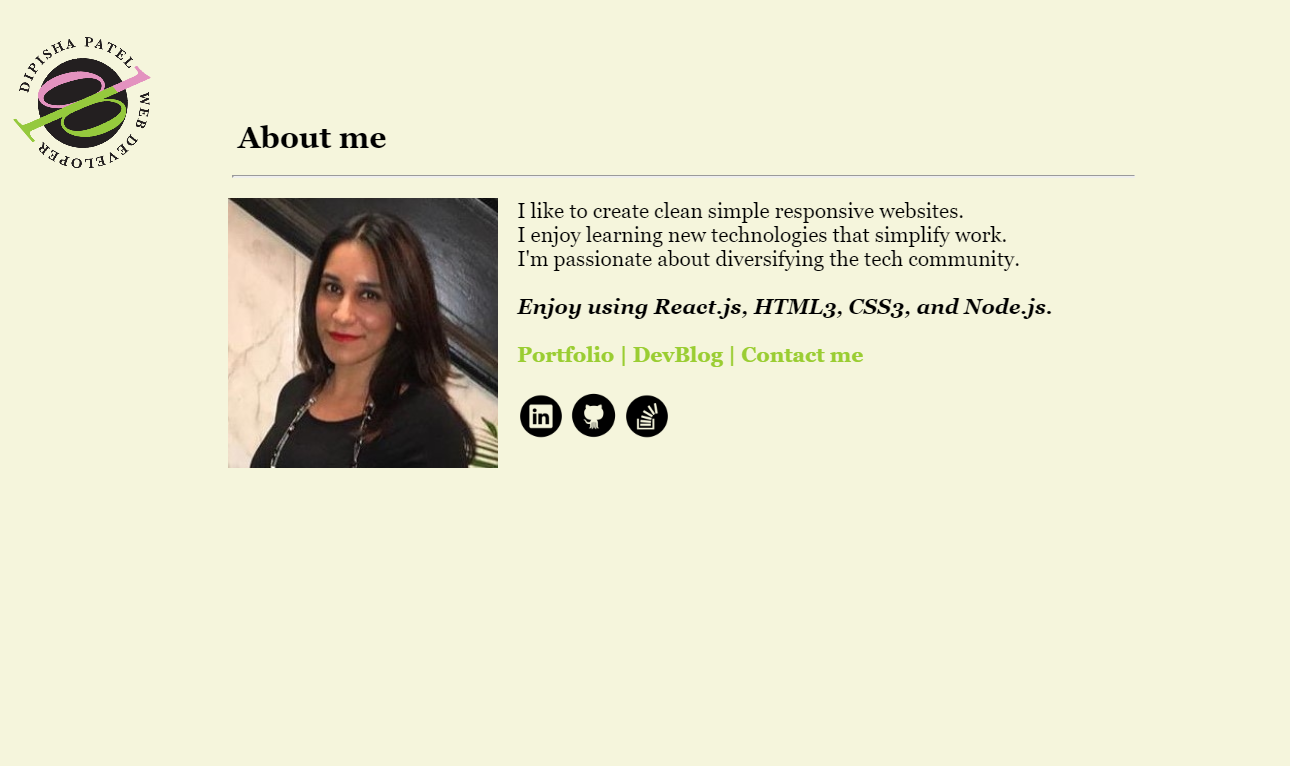 DIPISHA PATEL
WEB DEVELOPER
About me
I like to create clean simple responsive websites.
I enjoy learning new technologies that simplify work.
I'm passionate about diversifying the tech community.
Enjoy using React.js, HTML3, CSS3, and Node.js.
Portfolio | DevBlog | Contact me
in